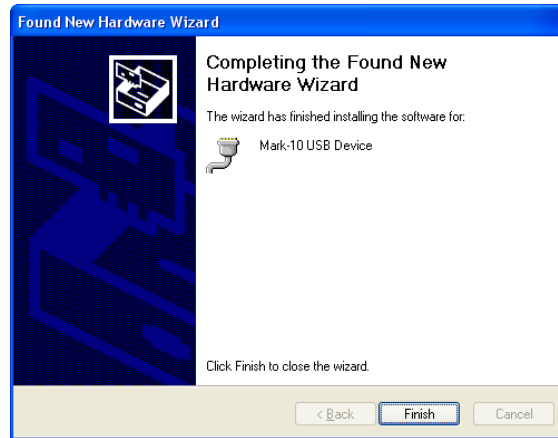 Found New Hardware Wizard
Completing the Found New
Hardware Wizard
The wizard has finished installing the software for:
Mark-10 USB Device
Click Finish to close the wizard.
< Back Finish Cancel